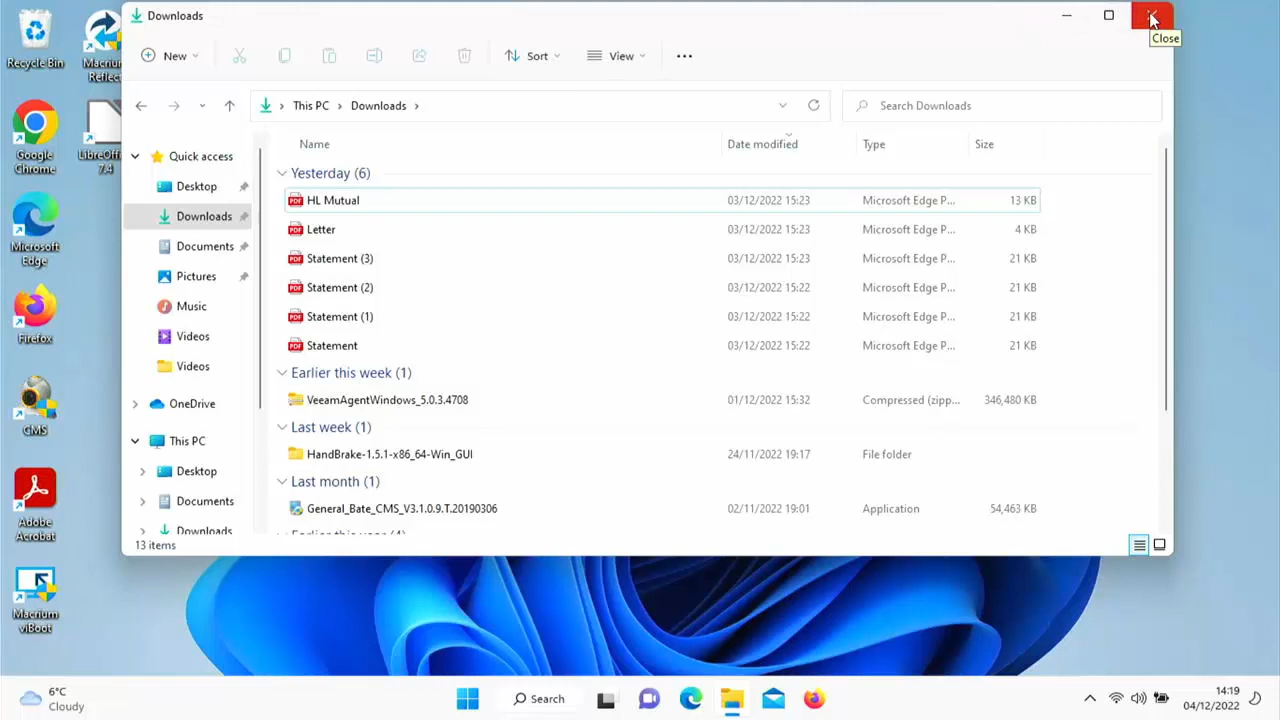 Downloads
Close
New
Sort
View
This PC
Downloads
Search Downloads
Name
Date modified
Type
Size
Quick access
Desktop
Downloads
Documents
Pictures
Music
Videos
Videos
OneDrive
This PC
Desktop
Documents
Downloads
Yesterday (6)
HL Mutual 03/12/2022 15:23 Microsoft Edge P... 13 KB
Letter 03/12/2022 15:23 Microsoft Edge P... 4 KB
Statement (3) 03/12/2022 15:23 Microsoft Edge P... 21 KB
Statement (2) 03/12/2022 15:22 Microsoft Edge P... 21 KB
Statement (1) 03/12/2022 15:22 Microsoft Edge P... 21 KB
Statement 03/12/2022 15:22 Microsoft Edge P... 21 KB
Earlier this week (1)
VeeamAgentWindows_5.0.3.4708 01/12/2022 15:32 Compressed (zipp... 346,480 KB
Last week (1)
HandBrake-1.5.1-x86_64-Win_GUI 24/11/2022 19:17 File folder
Last month (1)
General_Bate_CMS_V3.1.0.9.T.20190306 02/11/2022 19:01 Application 54,463 KB
Earlier this year (4)
13 items
Recycle Bin
Macrium
Reflect
Google
Chrome
LibreOffi
7.4
Microsoft
Edge
Firefox
CMS
Adobe
Acrobat
Macrium
viBoot
6°C
Cloudy
Search
14:19
04/12/2022